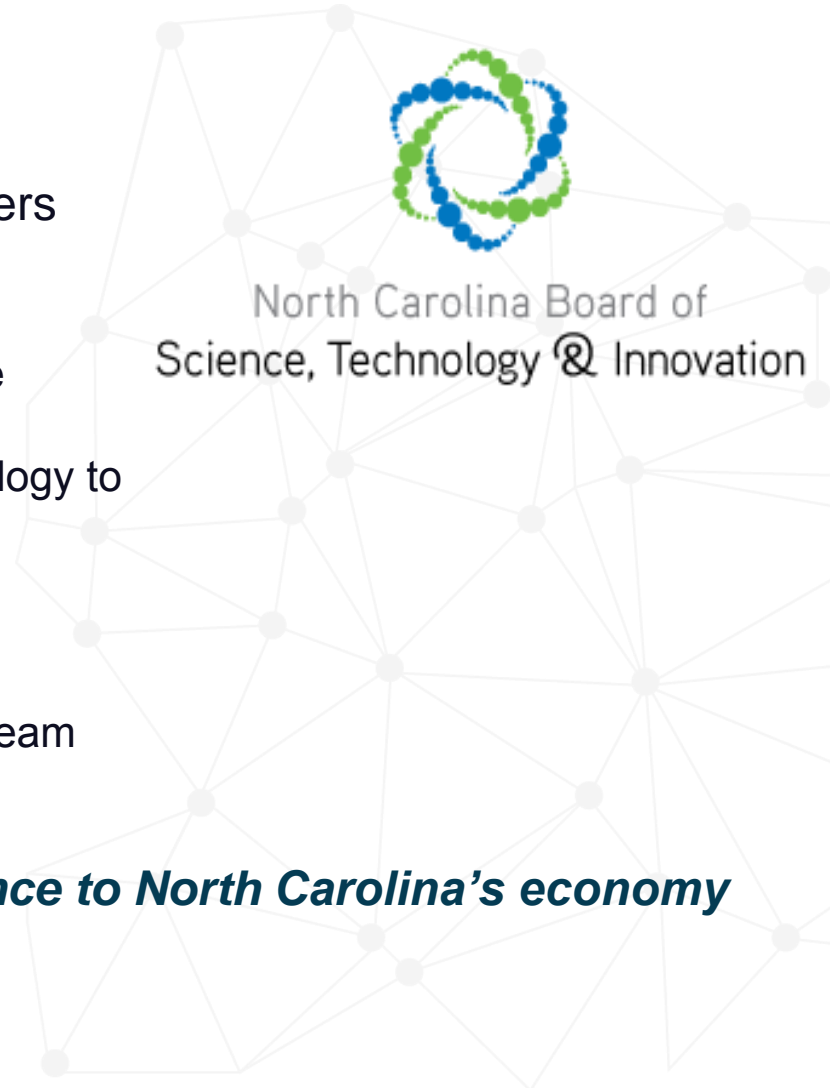 ers
North Carolina Board of
Science, Technology & Innovation
e
logy to
eam
nce to North Carolina’s economy